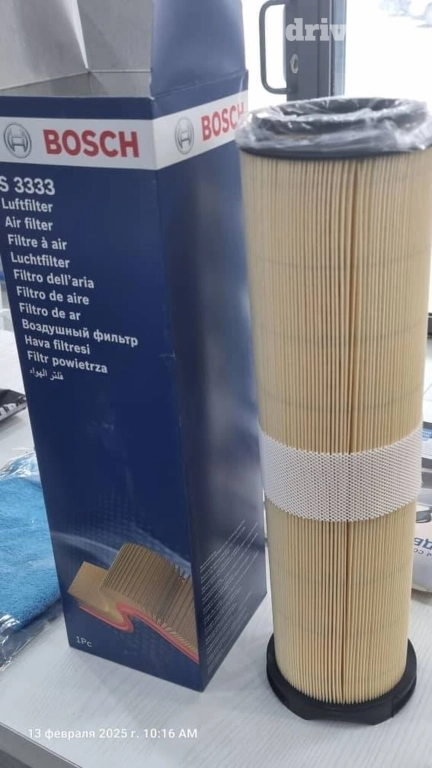 driv
BOSCH
BOSCH
S 3333
Luftfilter
Air filter
Filtre à air
Luchtfilter
Filtro dell'aria
Filtro de aire
Filtro de ar
Воздушный фильтр
Hava filtresi
Filtr powietrza
فلتر الهواء
1Pc
13 февраля 2025 г. 10:16 AM